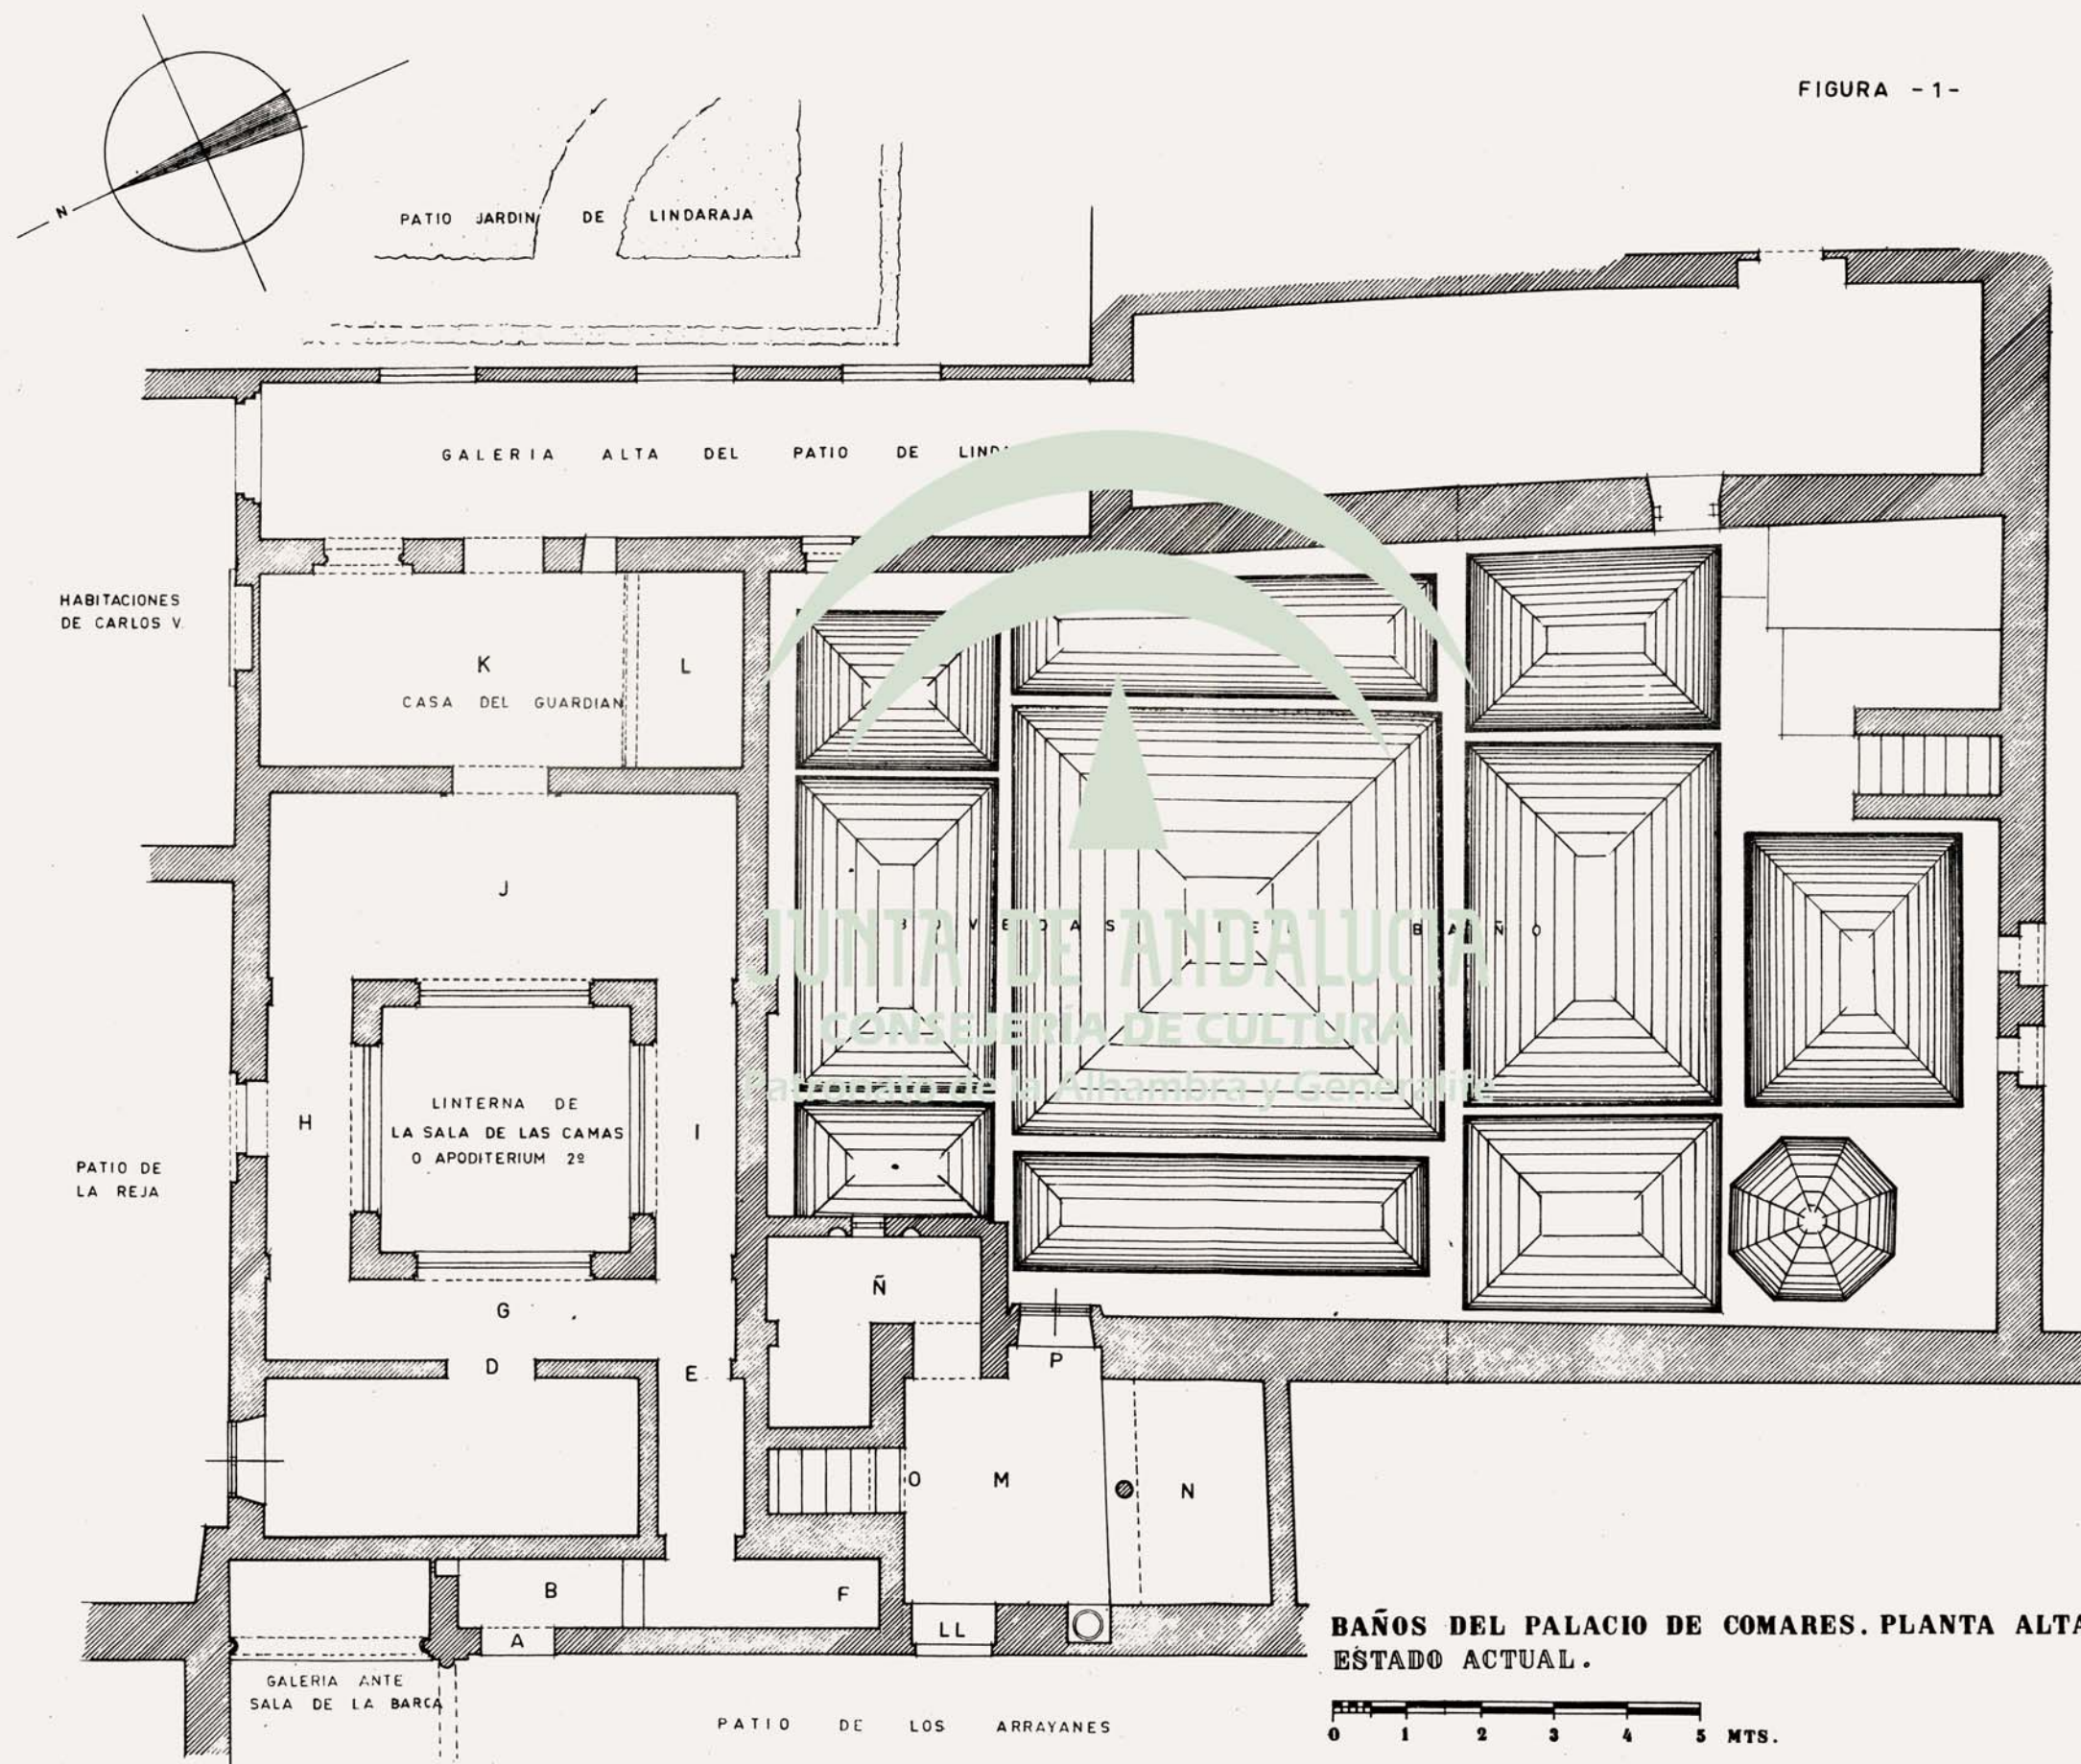 FIGURA - 1 -
N
PATIO JARDIN DE LINDARAJA
GALERIA ALTA DEL PATIO DE
HABITACIONES
DE CARLOS V.
K
L
CASA DEL GUARDIAN
J
BOVEDAS DEL BAÑO
JUNTA DE ANDALUCIA
CONSEJERÍA DE CULTURA
Patronato de la Alhambra y Generalife
H
LINTERNA DE
LA SALA DE LAS CAMAS
O APODITERIUM 2º
I
PATIO DE
LA REJA
G
Ñ
D
E
P
O
M
N
B
F
A
LL
GALERIA ANTE
SALA DE LA BARCA
PATIO DE LOS ARRAYANES
BAÑOS DEL PALACIO DE COMARES. PLANTA ALTA
ESTADO ACTUAL.
0 1 2 3 4 5 MTS.